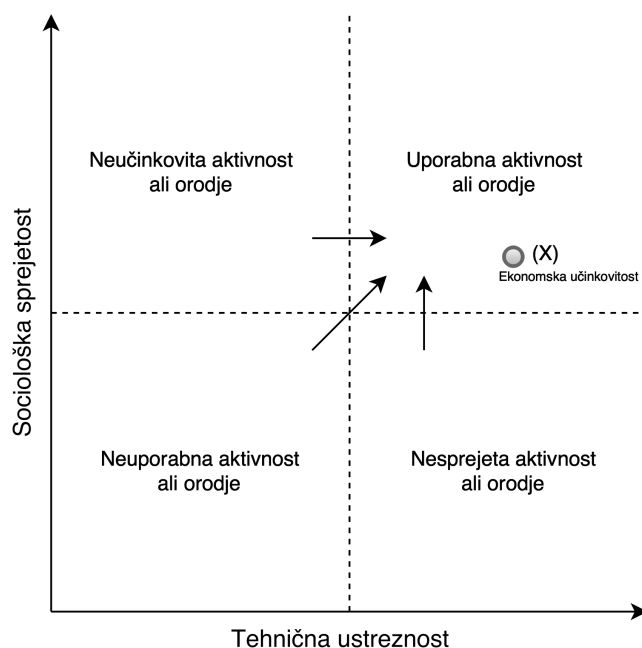 Neučinkovita aktivnost
ali orodje
Uporabna aktivnost
ali orodje
(X)
Ekonomska učinkovitost
Sociološka sprejetost
Neuporabna aktivnost
ali orodje
Nesprejeta aktivnost
ali orodje
Tehnična ustreznost